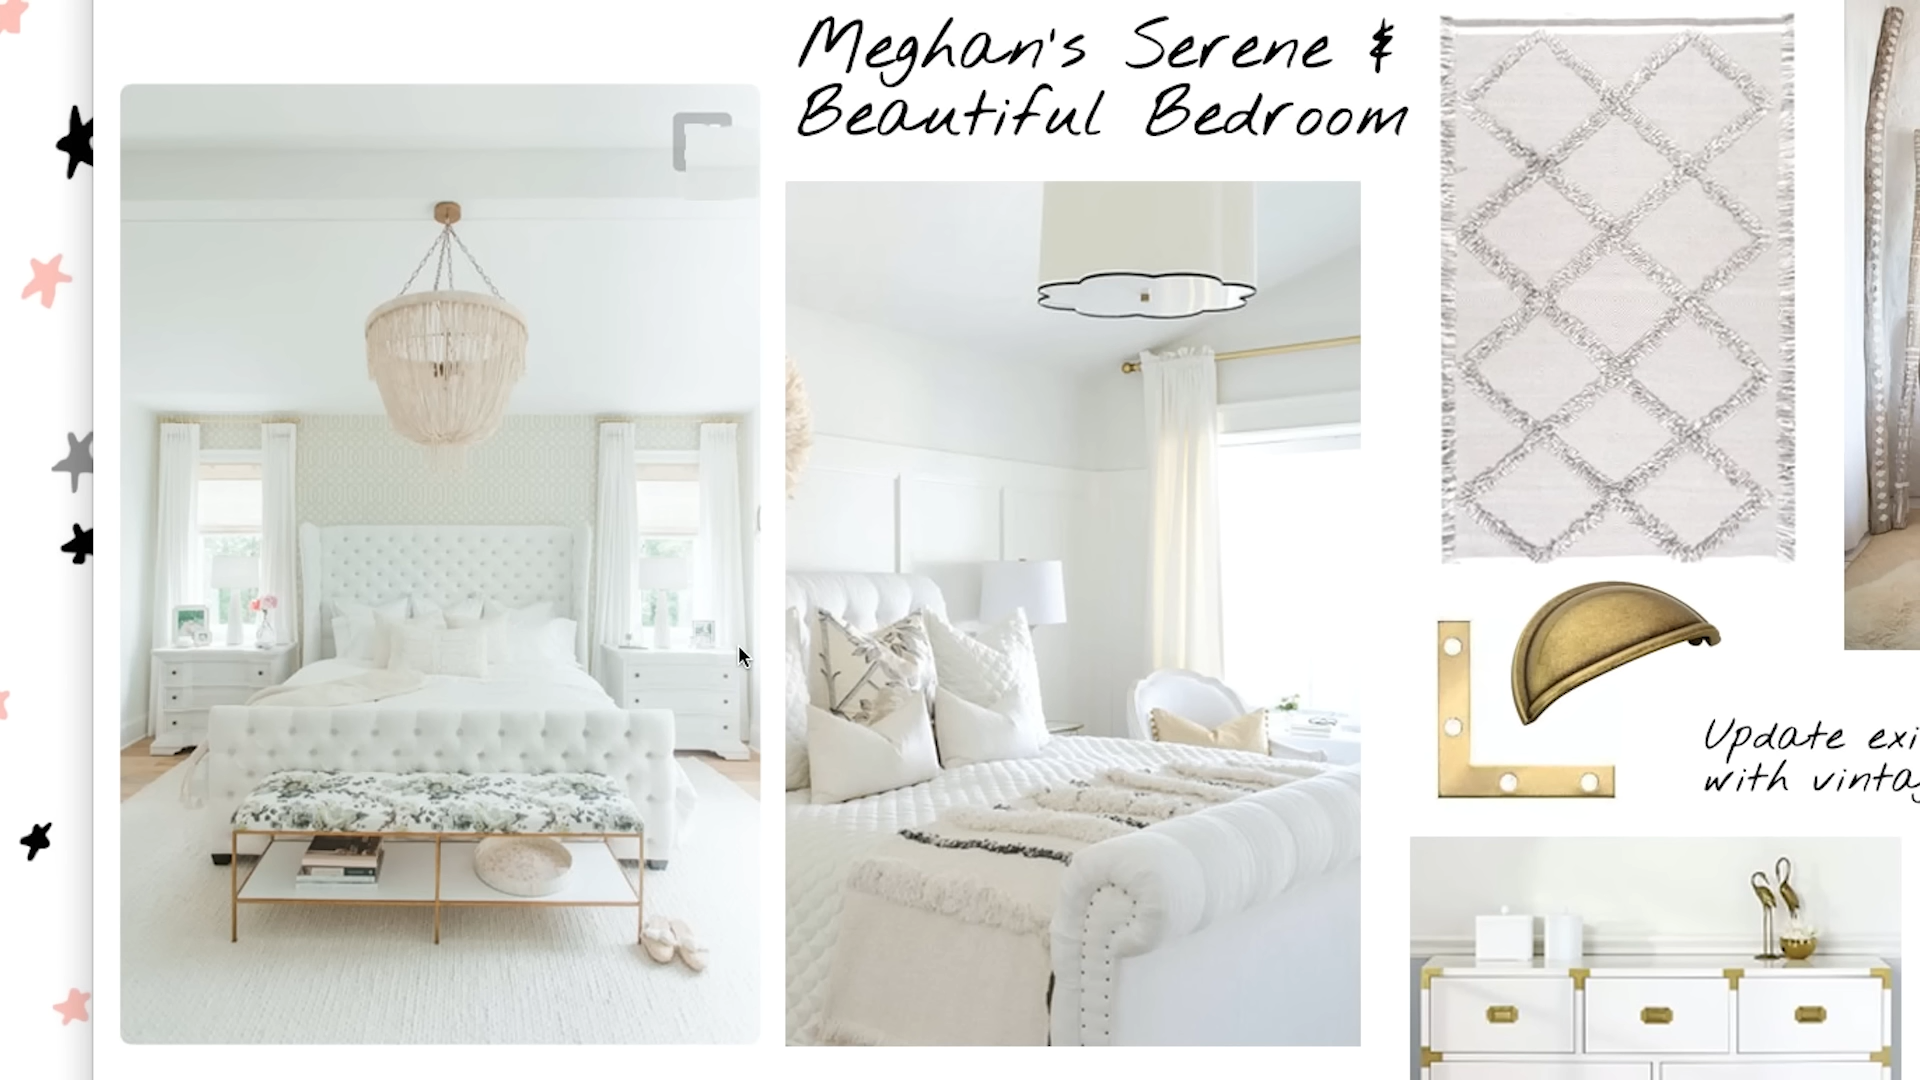 Meghan's Serene &
Beautiful Bedroom
Update exi
with vinta